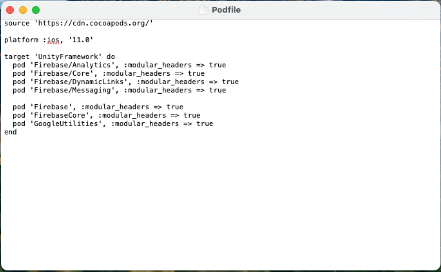 Podfile
source 'https://cdn.cocoapods.org/'
platform :ios, '11.0'
target 'UnityFramework' do
pod 'Firebase/Analytics', :modular_headers => true
pod 'Firebase/Core', :modular_headers => true
pod 'Firebase/DynamicLinks', :modular_headers => true
pod 'Firebase/Messaging', :modular_headers => true
pod 'Firebase', :modular_headers => true
pod 'FirebaseCore', :modular_headers => true
pod 'GoogleUtilities', :modular_headers => true
end